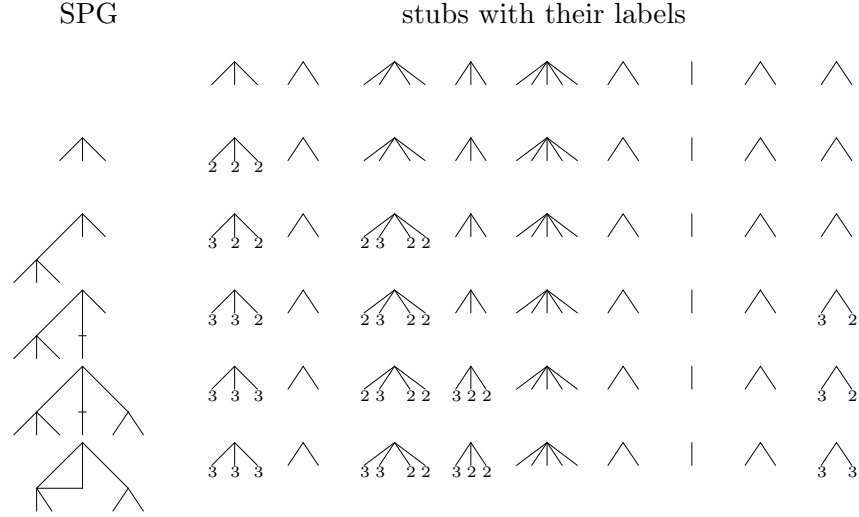 SPG stubs with their labels
2 2 2
3 2 2 2 3 2 2
3 3 2 2 3 2 2 3 2
3 3 3 2 3 2 2 3 2 2 3 2
3 3 3 3 3 2 2 3 2 2 3 3